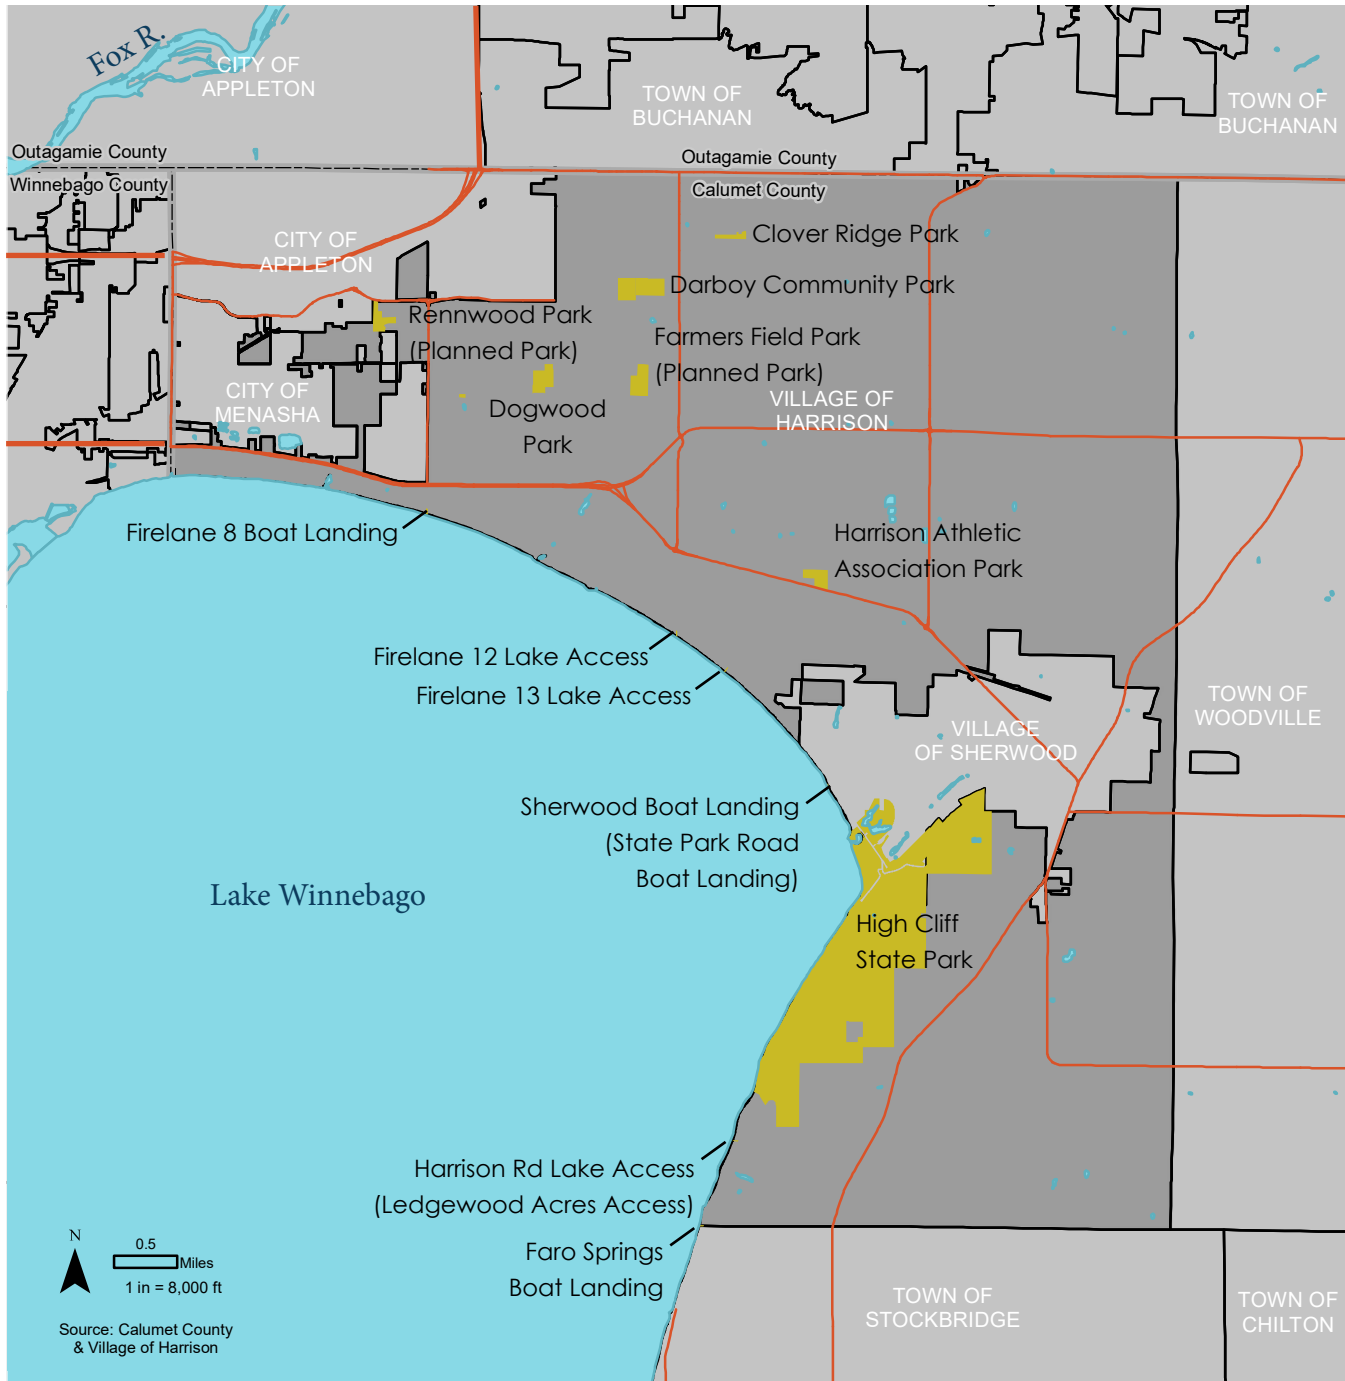 Fox R.
CITY OF
APPLETON
TOWN OF
BUCHANAN
TOWN OF
BUCHANAN
Outagamie County
Winnebago County
Outagamie County
Calumet County
CITY OF
APPLETON
Clover Ridge Park
Darboy Community Park
Rennwood Park
(Planned Park)
Farmers Field Park
(Planned Park)
CITY OF
MENASHA
Dogwood
Park
VILLAGE OF
HARRISON
Firelane 8 Boat Landing
Harrison Athletic
Association Park
Firelane 12 Lake Access
Firelane 13 Lake Access
TOWN OF
WOODVILLE
VILLAGE
OF SHERWOOD
Sherwood Boat Landing
(State Park Road
Boat Landing)
Lake Winnebago
High Cliff
State Park
Harrison Rd Lake Access
(Ledgewood Acres Access)
Faro Springs
Boat Landing
N
0.5
Miles
1 in = 8,000 ft
Source: Calumet County
& Village of Harrison
TOWN OF
STOCKBRIDGE
TOWN OF
CHILTON